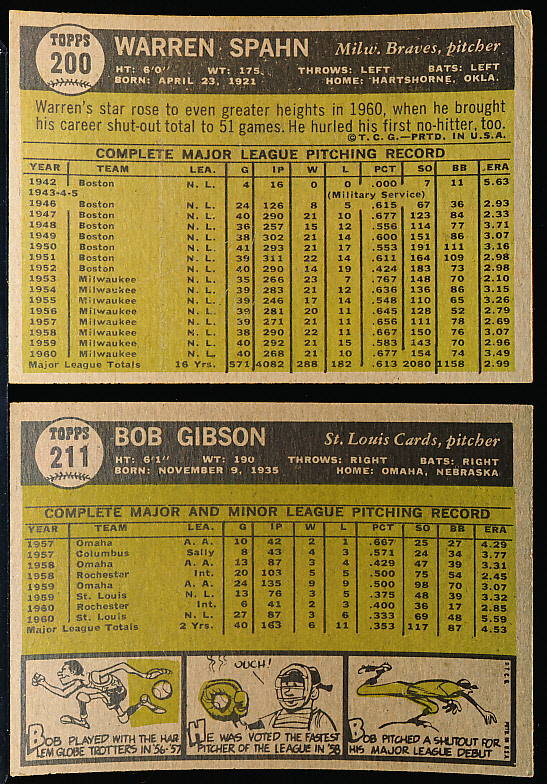 TOPPS
200
WARREN SPAHN Milw. Braves, pitcher
HT: 6'0" WT: 175 THROWS: LEFT BATS: LEFT
BORN: APRIL 23, 1921 HOME: HARTSHORNE, OKLA.
Warren's star rose to even greater heights in 1960, when he brought
his career shut-out total to 51 games. He hurled his first no-hitter, too.
© T. C. G.—PRTD. IN U.S.A.
COMPLETE MAJOR LEAGUE PITCHING RECORD
YEAR TEAM LEA. G IP W L PCT SO BB ERA
1942 Boston N. L. 4 16 0 0 .000 7 11 5.63
1943-4-5 (Military Service)
1946 Boston N. L. 24 126 8 5 .615 67 36 2.93
1947 Boston N. L. 40 290 21 10 .677 123 84 2.33
1948 Boston N. L. 36 257 15 12 .556 114 77 3.71
1949 Boston N. L. 38 302 21 14 .600 151 86 3.07
1950 Boston N. L. 41 293 21 17 .553 191 111 3.16
1951 Boston N. L. 39 311 22 14 .611 164 109 2.98
1952 Boston N. L. 40 290 14 19 .424 183 73 2.98
1953 Milwaukee N. L. 35 266 23 7 .767 148 70 2.10
1954 Milwaukee N. L. 39 283 21 12 .636 136 86 3.15
1955 Milwaukee N. L. 39 246 17 14 .548 110 65 3.26
1956 Milwaukee N. L. 39 281 20 11 .645 128 52 2.79
1957 Milwaukee N. L. 39 271 21 11 .656 111 78 2.69
1958 Milwaukee N. L. 38 290 22 11 .667 150 76 3.07
1959 Milwaukee N. L. 40 292 21 15 .583 143 70 2.96
1960 Milwaukee N. L. 40 268 21 10 .677 154 74 3.49
Major League Totals 16 Yrs. 571 4082 288 182 .613 2080 1158 2.99
TOPPS
211
BOB GIBSON St. Louis Cards, pitcher
HT: 6'1" WT: 190 THROWS: RIGHT BATS: RIGHT
BORN: NOVEMBER 9, 1935 HOME: OMAHA, NEBRASKA
COMPLETE MAJOR AND MINOR LEAGUE PITCHING RECORD
YEAR TEAM LEA. G IP W L PCT SO BB ERA
1957 Omaha A. A. 10 42 2 1 .667 25 27 4.29
1957 Columbus Sally 8 43 4 3 .571 24 34 3.77
1958 Omaha A. A. 13 87 3 4 .429 47 39 3.31
1958 Rochester Int. 20 103 5 5 .500 75 54 2.45
1959 Omaha A. A. 24 135 9 9 .500 98 70 3.07
1959 St. Louis N. L. 13 76 3 5 .375 48 39 3.32
1960 Rochester Int. 6 41 2 3 .400 36 17 2.85
1960 St. Louis N. L. 27 87 3 6 .333 69 48 5.59
Major League Totals 2 Yrs. 40 163 6 11 .353 117 87 4.53
OUCH!
BOB PLAYED WITH THE HAR
LEM GLOBE TROTTERS IN '56-'57
HE WAS VOTED THE FASTEST
PITCHER OF THE LEAGUE IN '58
BOB PITCHED A SHUTOUT FOR
HIS MAJOR LEAGUE DEBUT
© T.C.G. PRTD. IN U.S.A.